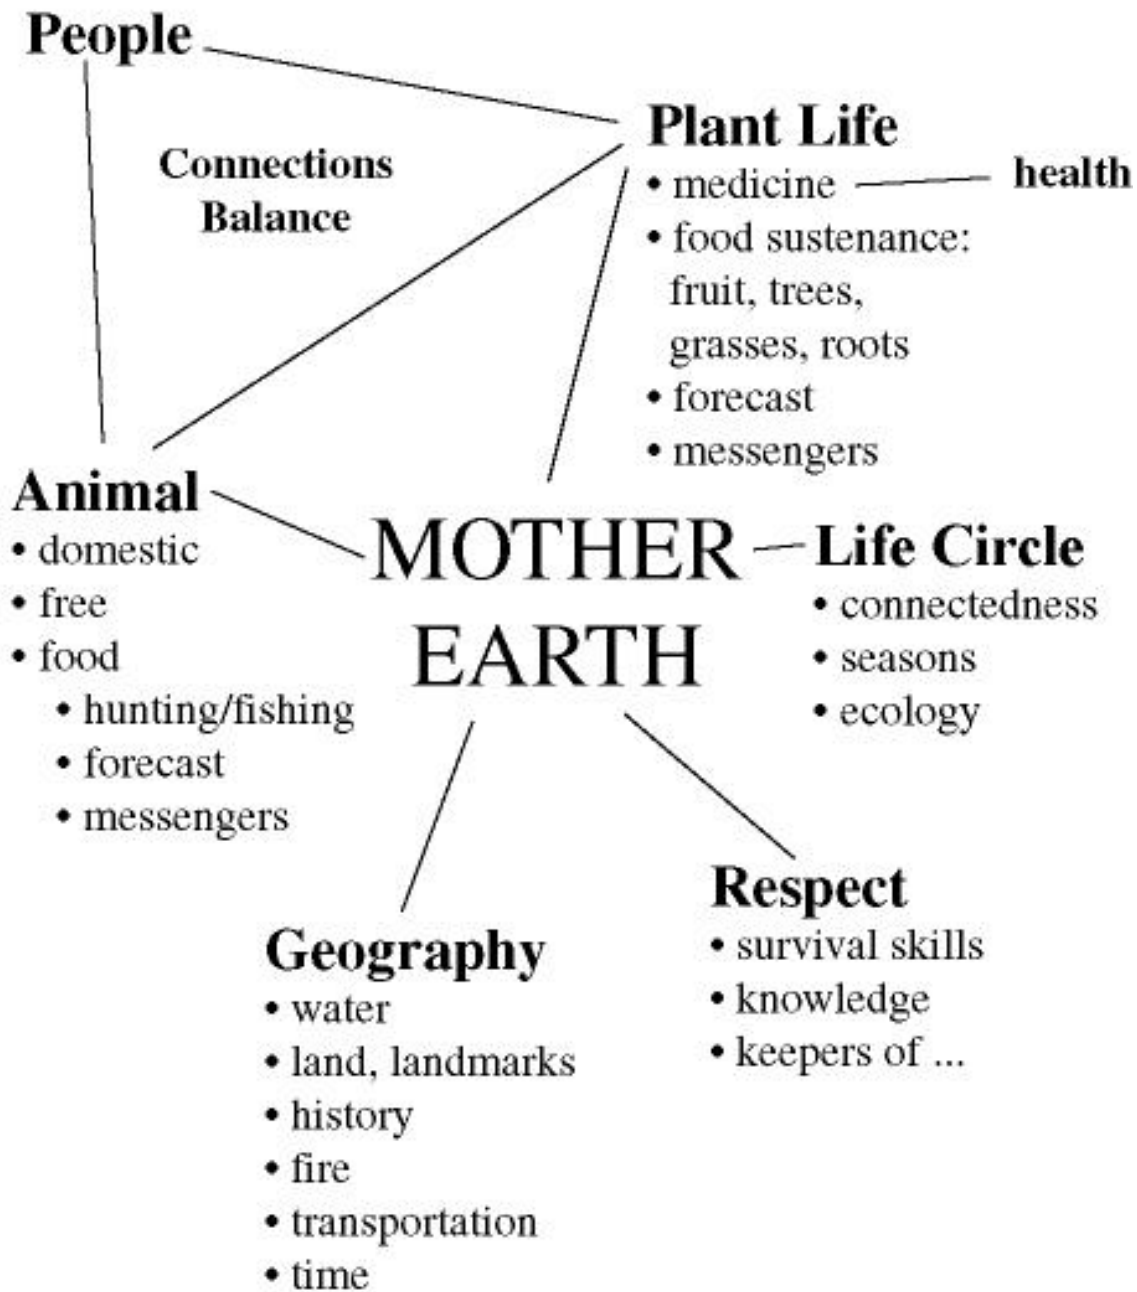 People
Connections
Balance
Plant Life
• medicine
health
• food sustenance:
fruit, trees,
grasses, roots
• forecast
• messengers
Animal
• domestic
• free
• food
• hunting/fishing
• forecast
• messengers
MOTHER
EARTH
Life Circle
• connectedness
• seasons
• ecology
Geography
• water
• land, landmarks
• history
• fire
• transportation
• time
Respect
• survival skills
• knowledge
• keepers of ...